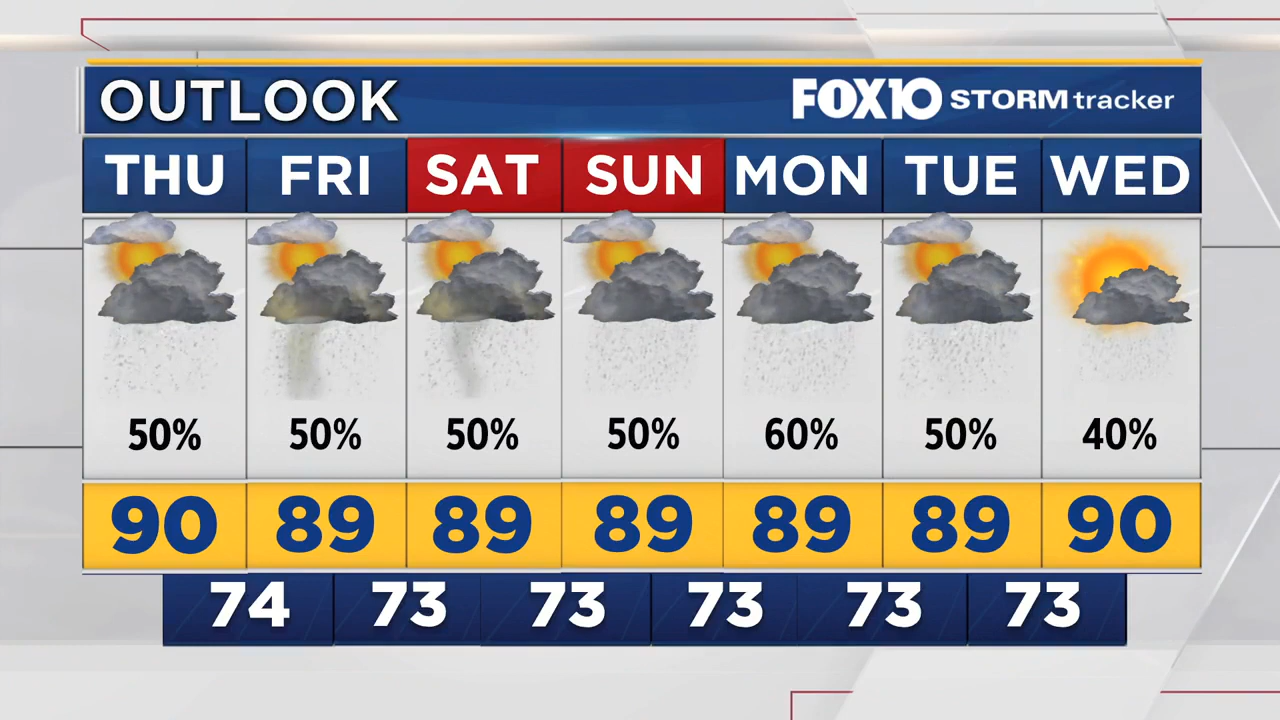 OUTLOOK FOX10 STORM tracker
THU FRI SAT SUN MON TUE WED
50% 50% 50% 50% 60% 50% 40%
90 89 89 89 89 89 90
74 73 73 73 73 73